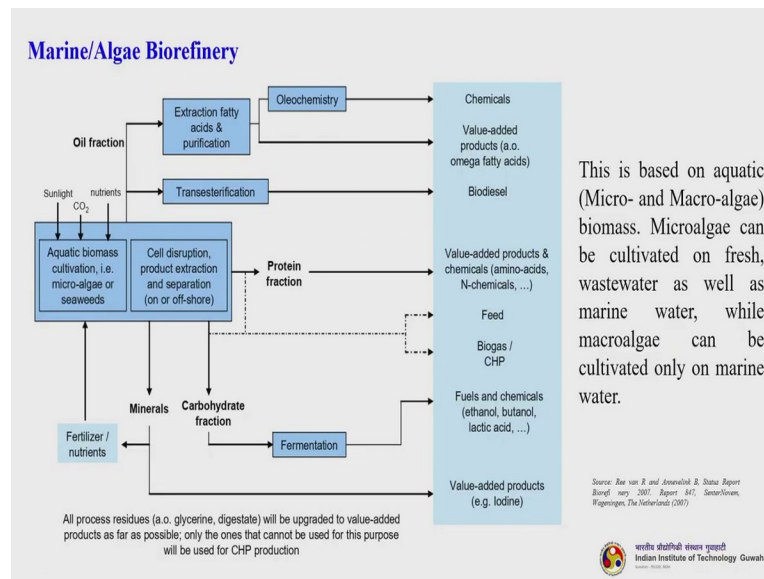 Marine/Algae Biorefinery
Oleochemistry
Extraction fatty
acids &
purification
Oil fraction
Transesterification
Sunlight
CO2
nutrients
Aquatic biomass
cultivation, i.e.
micro-algae or
seaweeds
Cell disruption,
product extraction
and separation
(on or off-shore)
Protein
fraction
Minerals
Carbohydrate
fraction
Fertilizer /
nutrients
Fermentation
Chemicals
Value-added
products (a.o.
omega fatty acids)
Biodiesel
Value-added products &
chemicals (amino-acids,
N-chemicals, ...)
Feed
Biogas /
CHP
Fuels and chemicals
(ethanol, butanol,
lactic acid, ...)
Value-added products
(e.g. Iodine)
All process residues (a.o. glycerine, digestate) will be upgraded to value-added
products as far as possible; only the ones that cannot be used for this purpose
will be used for CHP production
This is based on aquatic
(Micro- and Macro-algae)
biomass. Microalgae can
be cultivated on fresh,
wastewater as well as
marine water, while
macroalgae can be
cultivated only on marine
water.
Source: Ree van R and Annevelink B, Status Report
Biorefi nery 2007. Report 847, SenterNovem,
Wageningen, The Netherlands (2007)
भारतीय प्रौद्योगिकी संस्थान गुवाहाटी
Indian Institute of Technology Guwah